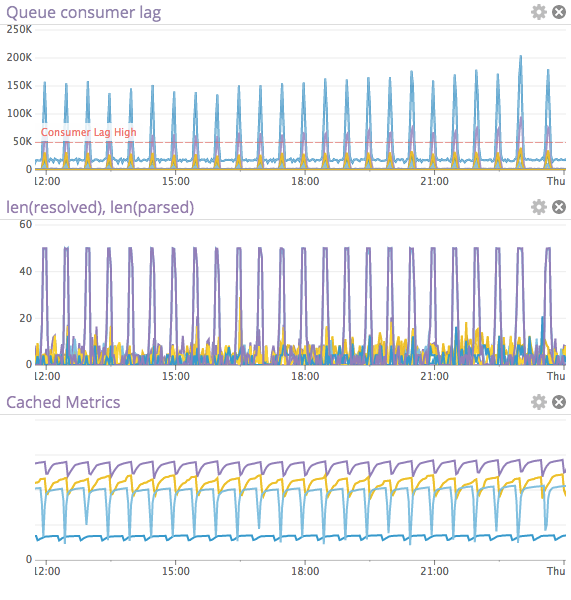 Queue consumer lag
250K
200K
150K
100K
Consumer Lag High
50K
0
12:00 15:00 18:00 21:00 Thu
len(resolved), len(parsed)
60
40
20
0
12:00 15:00 18:00 21:00 Thu
Cached Metrics
0
12:00 15:00 18:00 21:00 Thu